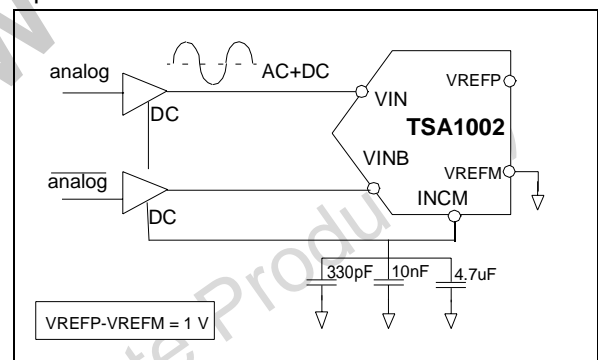 analog
AC+DC
VREFP
DC
VIN
TSA1002
VINB
VREFM
analog
INCM
DC
330pF 10nF 4.7uF
VREFP-VREFM = 1 V